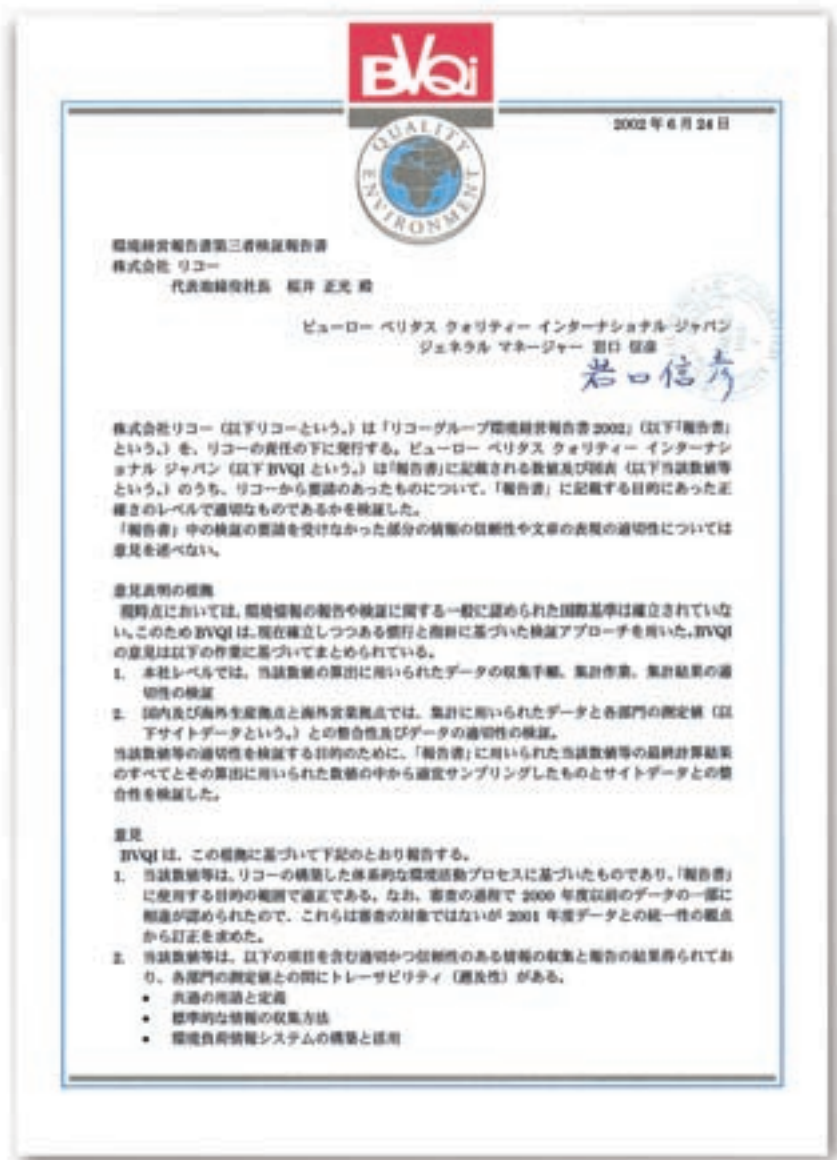 BVQi
QUALITY
ENVIRONMENT
2002年6月24日
環境経営報告書第三者検証報告書
株式会社 リコー
代表取締役社長 桜井 正光 殿
ビューロー ベリタス クォリティー インターナショナル ジャパン
ジェネラル マネージャー 岩口 信彦
岩口信彦
株式会社リコー（以下リコーという。）は「リコーグループ環境経営報告書2002」（以下「報告書」
という。）を、リコーの責任の下に発行する。ビューロー ベリタス クォリティー インターナシ
ョナル ジャパン（以下BVQIという。）は「報告書」に記載される数値及び図表（以下当該数値等
という。）のうち、リコーから要請のあったものについて、「報告書」に記載する目的にあった正
確さのレベルで適切なものであるかを検証した。
「報告書」中の検証の要請を受けなかった部分の情報の信頼性や文章の表現の適切性については
意見を述べない。
意見表明の根拠
現時点においては、環境情報の報告や検証に関する一般に認められた国際基準は確立されていな
い。このためBVQIは、現在確立しつつある慣行と指針に基づいた検証アプローチを用いた。BVQI
の意見は以下の作業に基づいてまとめられている。
1. 本社レベルでは、当該数値の算出に用いられたデータの収集手順、集計作業、集計結果の適
切性の検証
2. 国内及び海外生産拠点と海外営業拠点では、集計に用いられたデータと各部門の測定値（以
下サイトデータという。）との整合性及びデータの適切性の検証。
当該数値等の適切性を検証する目的のために、「報告書」に用いられた当該数値等の最終計算結果
のすべてとその算出に用いられた数値の中から適宜サンプリングしたものとサイトデータとの整
合性を検証した。
意見
BVQIは、この根拠に基づいて下記のとおり報告する。
1. 当該数値等は、リコーの構築した体系的な環境活動プロセスに基づいたものであり、「報告書」
に使用する目的の範囲で適正である。なお、審査の過程で2000年度以前のデータの一部に
相違が認められたので、これらは審査の対象ではないが2001年度データとの統一性の観点
から訂正を求めた。
2. 当該数値等は、以下の項目を含む適切かつ信頼性のある情報の収集と報告の結果得られてお
り、各部門の測定値との間にトレーサビリティ（遡及性）がある。
• 共通の用語と定義
• 標準的な情報の収集方法
• 環境負荷情報システムの構築と活用